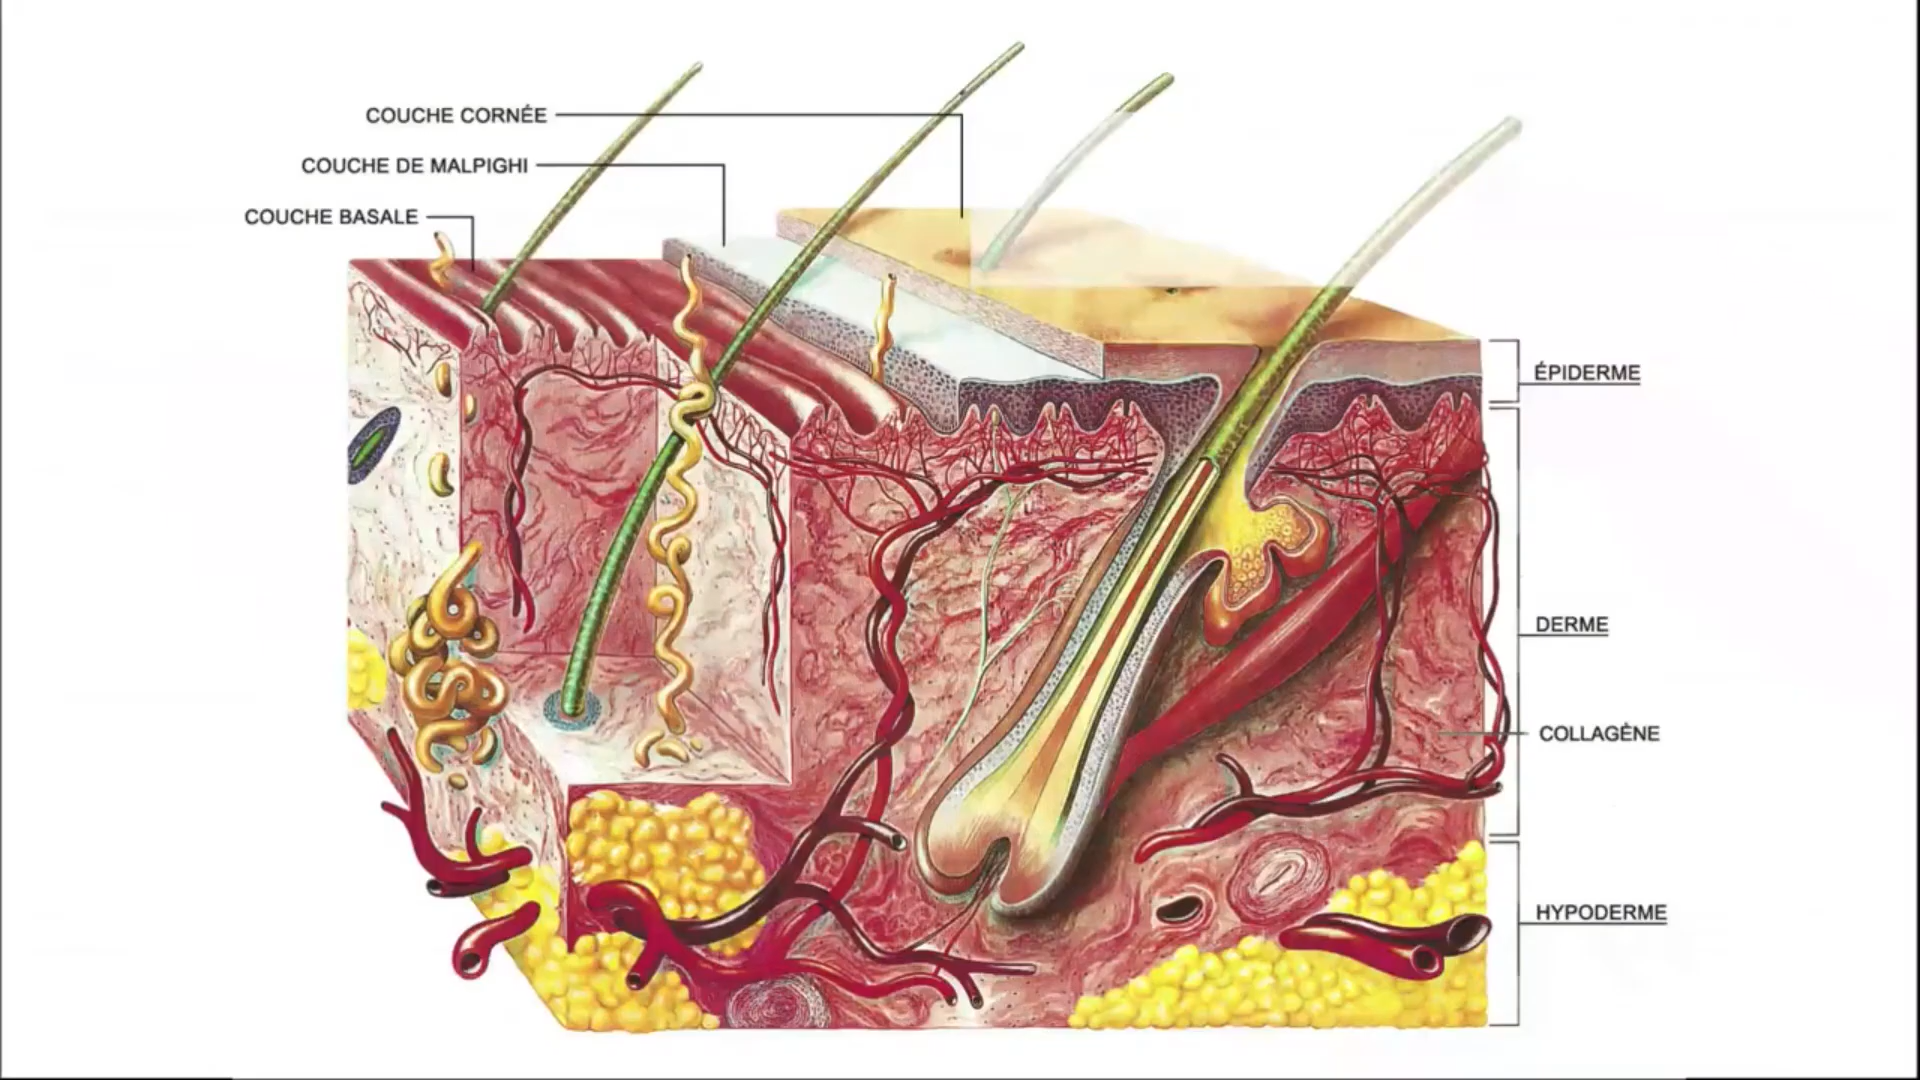 COUCHE CORNÉE
COUCHE DE MALPIGHI
COUCHE BASALE
ÉPIDERME
DERME
COLLAGÈNE
HYPODERME